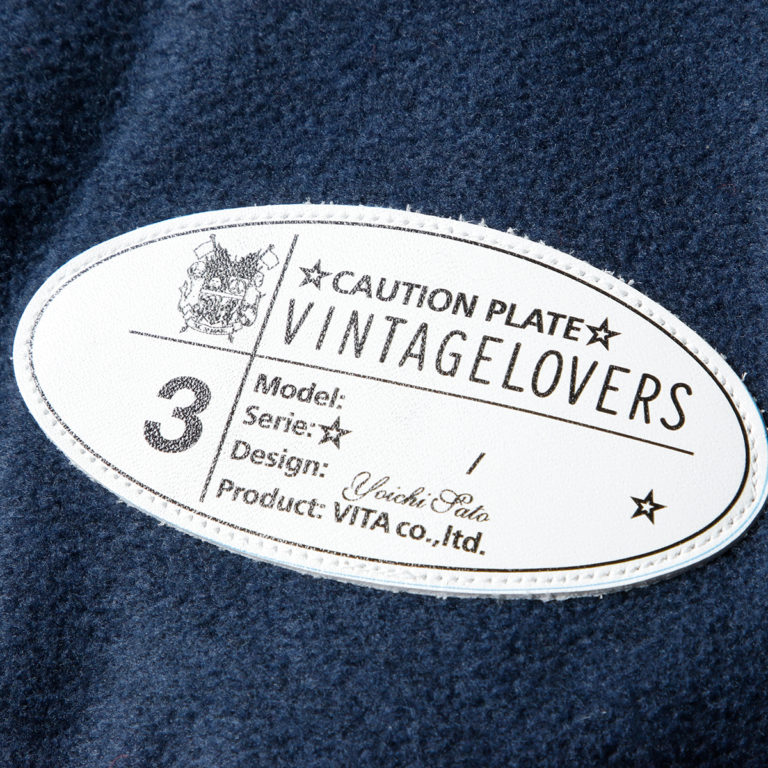 ☆CAUTION PLATE☆
VINTAGELOVERS
3
Model:
Serie:☆ /
Design: Yoichi Sato
Product: VITA co.,ltd.
☆